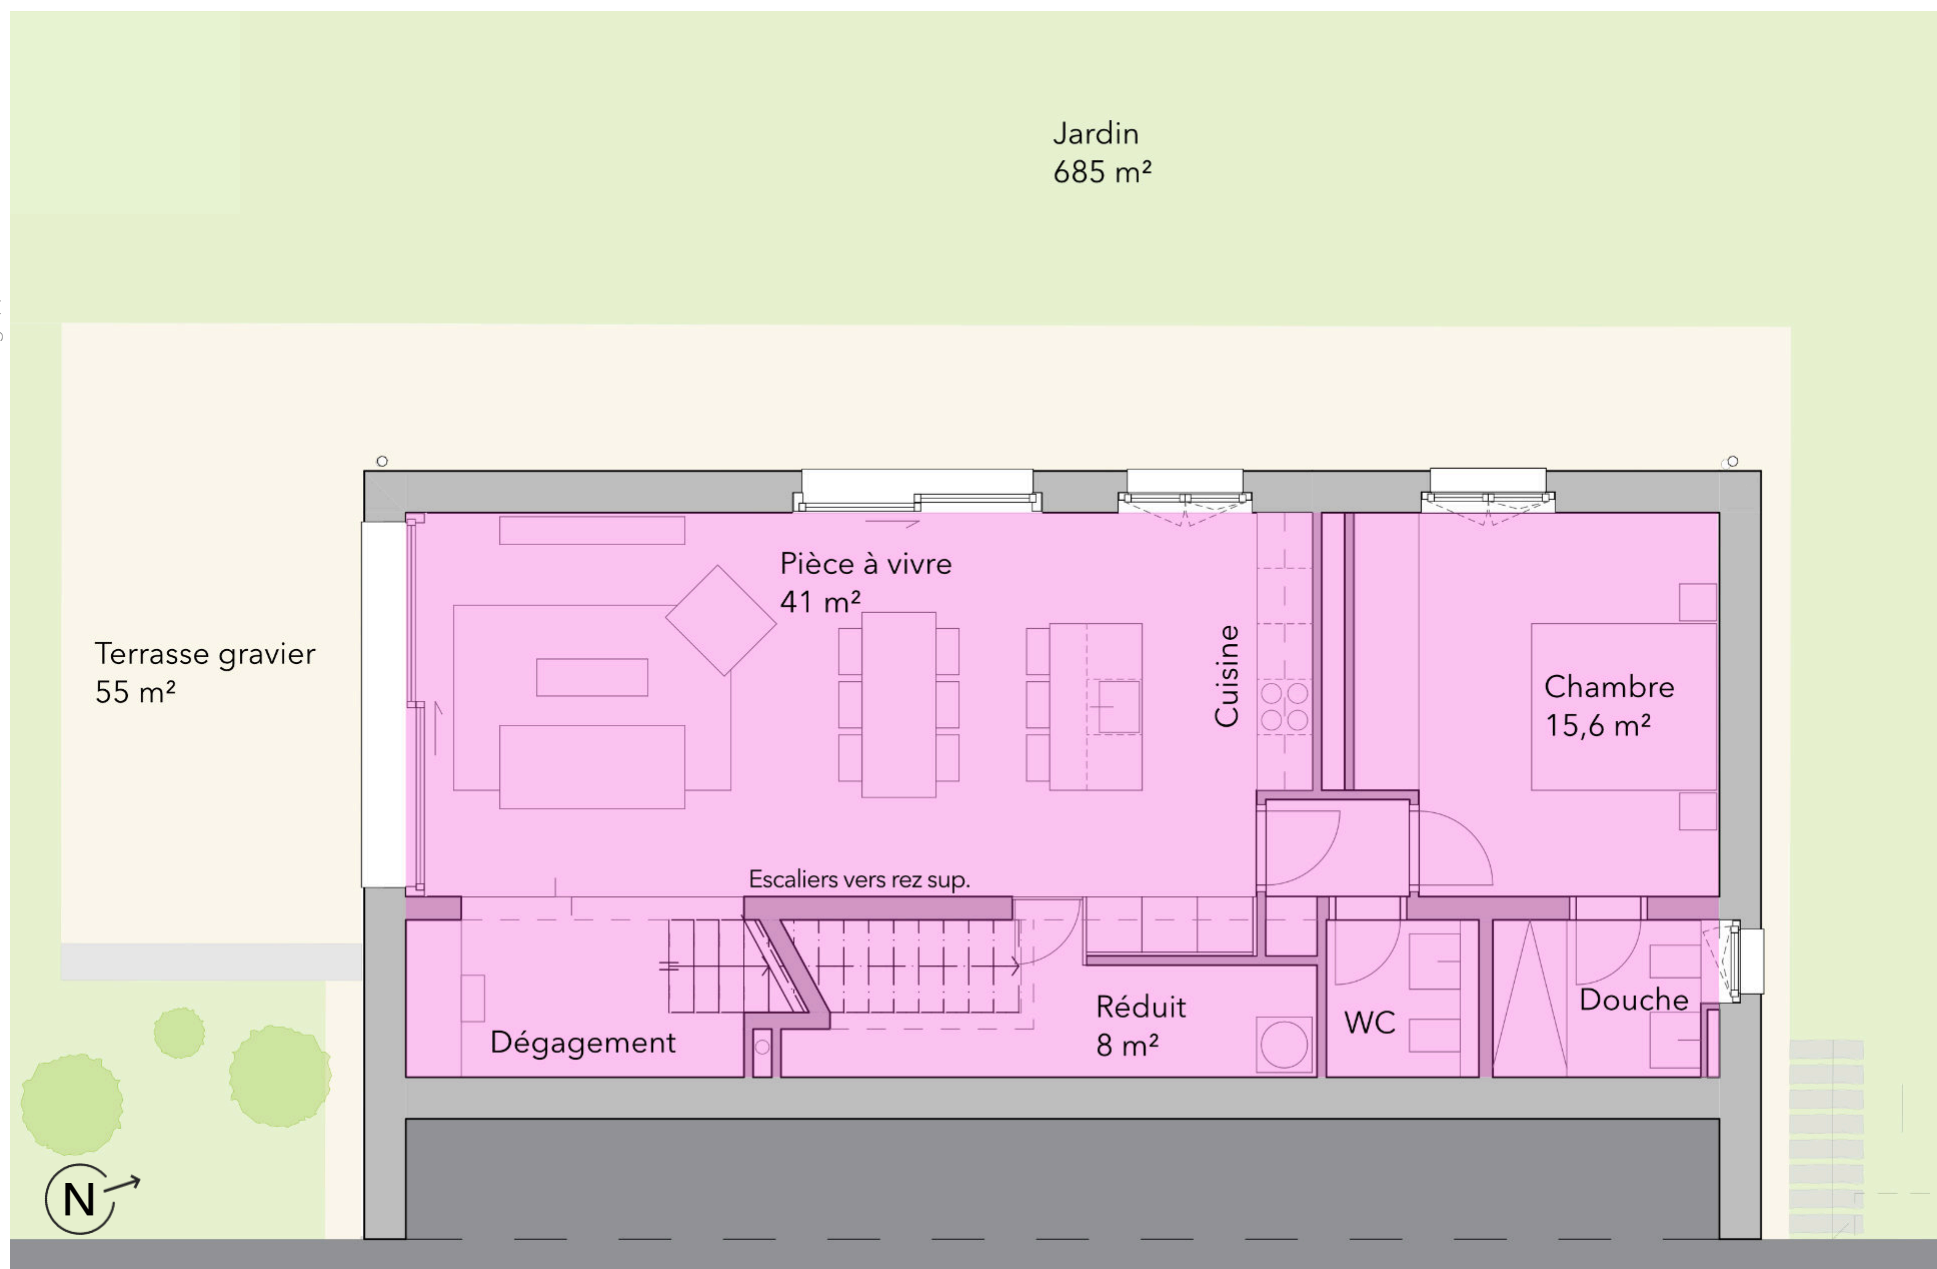 Jardin
685 m²
Pièce à vivre
41 m²
Cuisine
Terrasse gravier
55 m²
Chambre
15,6 m²
Escaliers vers rez sup.
Dégagement
Réduit
8 m²
WC
Douche
N